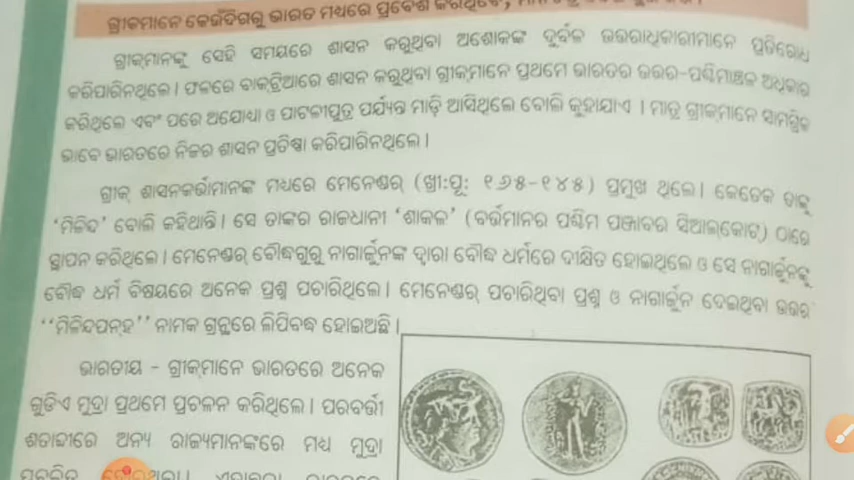 ଗ୍ରୀକମାନେ କେଉଁଦିଗରୁ ଭାରତ ମଧ୍ୟରେ ପ୍ରବେଶ
ଗ୍ରୀକ୍‌ମାନଙ୍କୁ ସେହି ସମୟରେ ଶାସନ କରୁଥିବା ଅଶୋକଙ୍କ ଦୁର୍ବଳ ଉତ୍ତରାଧିକାରୀମାନେ ପ୍ରତିରୋଧ
କରିପାରିନଥିଲେ । ଫଳରେ ବାକ୍‌ଟ୍ରିଆରେ ଶାସନ କରୁଥିବା ଗ୍ରୀକ୍‌ମାନେ ପ୍ରଥମେ ଭାରତର ଉତ୍ତର-ପଶ୍ଚିମାଞ୍ଚଳ ଅଧିକାର
କରିଥିଲେ ଏବଂ ପରେ ଅଯୋଧ୍ୟା ଓ ପାଟଳୀପୁତ୍ର ପର୍ଯ୍ୟନ୍ତ ମାଡ଼ି ଆସିଥିଲେ ବୋଲି କୁହାଯାଏ । ମାତ୍ର ଗ୍ରୀକ୍‌ମାନେ ସାମଗ୍ରିକ
ଭାବେ ଭାରତରେ ନିଜର ଶାସନ ପ୍ରତିଷ୍ଠା କରିପାରିନଥିଲେ ।
ଗ୍ରୀକ୍ ଶାସନକର୍ତ୍ତାମାନଙ୍କ ମଧ୍ୟରେ ମେନେଣ୍ଡର୍ (ଖ୍ରୀ:ପୂ: ୧୬୫-୧୪୫) ପ୍ରମୁଖ ଥିଲେ । କେତେକ ତାଙ୍କୁ
‘ମିଳିନ୍ଦ’ ବୋଲି କହିଥାନ୍ତି । ସେ ତାଙ୍କର ରାଜଧାନୀ ‘ଶାକଳ’ (ବର୍ତ୍ତମାନର ପଶ୍ଚିମ ପଞ୍ଜାବର ସିଆଲ୍‌କୋଟ୍) ଠାରେ
ସ୍ଥାପନ କରିଥିଲେ । ମେନେଣ୍ଡର୍ ବୌଦ୍ଧଗୁରୁ ନାଗାର୍ଜୁନଙ୍କ ଦ୍ୱାରା ବୌଦ୍ଧ ଧର୍ମରେ ଦୀକ୍ଷିତ ହୋଇଥିଲେ ଓ ସେ ନାଗାର୍ଜୁନଙ୍କୁ
ବୌଦ୍ଧ ଧର୍ମ ବିଷୟରେ ଅନେକ ପ୍ରଶ୍ନ ପଚାରିଥିଲେ । ମେନେଣ୍ଡର୍ ପଚାରିଥିବା ପ୍ରଶ୍ନ ଓ ନାଗାର୍ଜୁନ ଦେଇଥିବା ଉତ୍ତର
‘‘ମିଳିନ୍ଦପନ୍‌ହ’’ ନାମକ ଗ୍ରନ୍ଥରେ ଲିପିବଦ୍ଧ ହୋଇଅଛି ।
ଭାରତୀୟ - ଗ୍ରୀକ୍‌ମାନେ ଭାରତରେ ଅନେକ
ଗୁଡିଏ ମୁଦ୍ରା ପ୍ରଥମେ ପ୍ରଚଳନ କରିଥିଲେ । ପରବର୍ତ୍ତୀ
ଶତାବ୍ଦୀରେ ଅନ୍ୟ ରାଜ୍ୟମାନଙ୍କରେ ମଧ୍ୟ ମୁଦ୍ରା